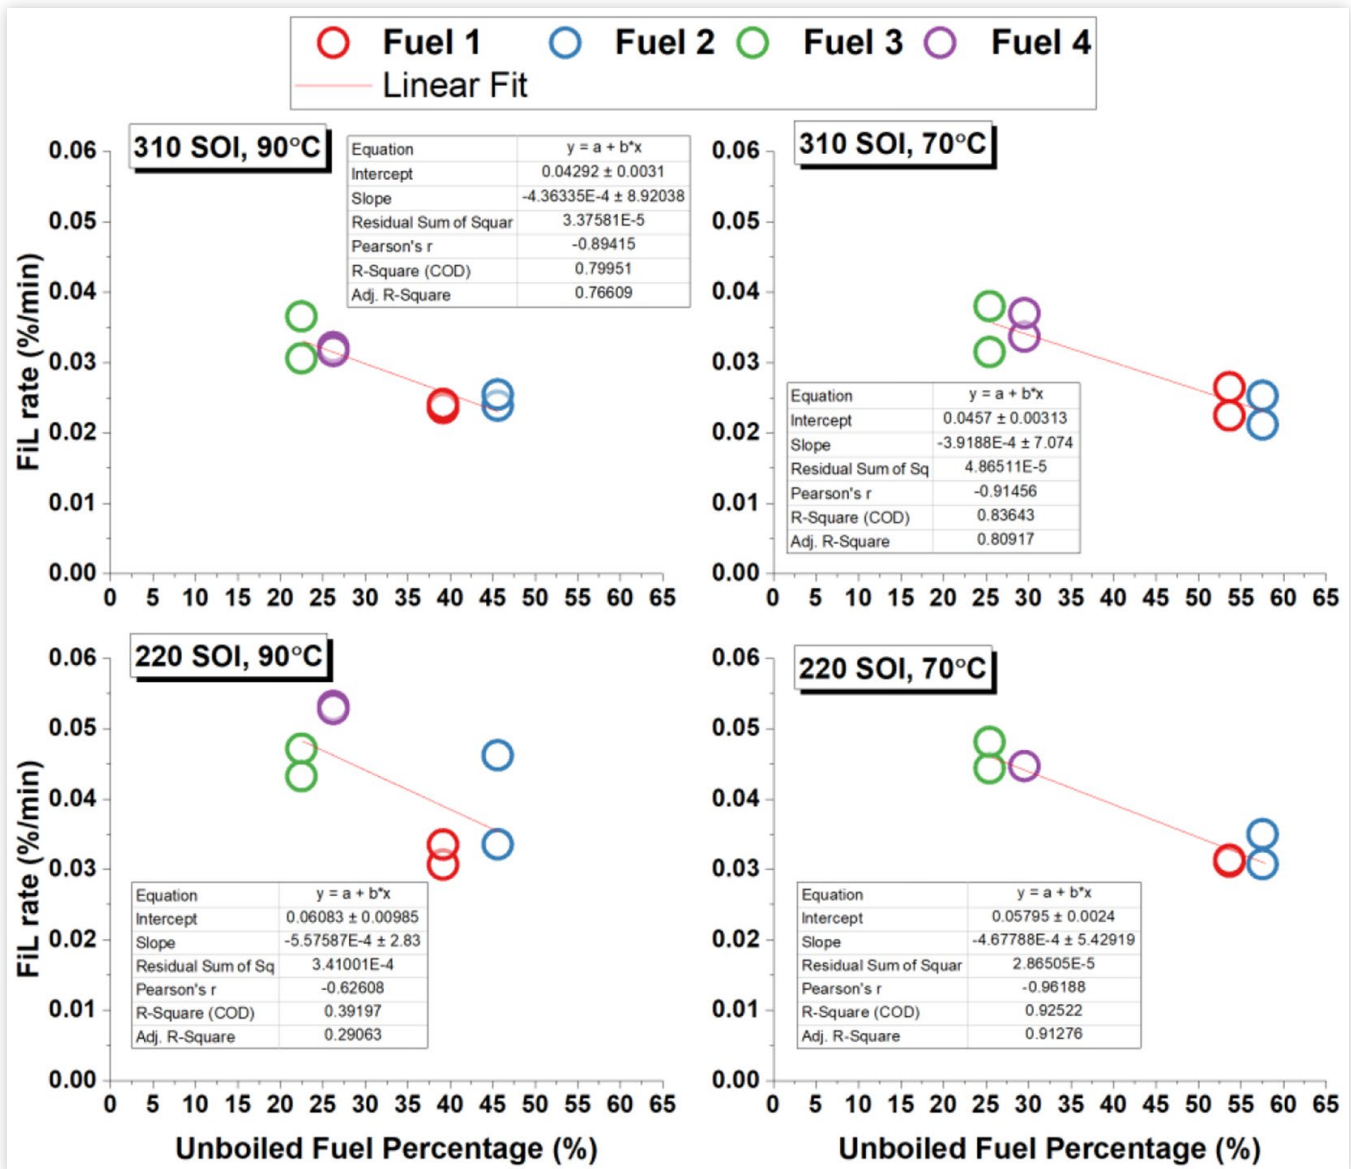 Fuel 1 Fuel 2 Fuel 3 Fuel 4
Linear Fit
310 SOI, 90°C
Equation y = a + b*x
Intercept 0.04292 ± 0.0031
Slope -4.36335E-4 ± 8.92038
Residual Sum of Squar 3.37581E-5
Pearson's r -0.89415
R-Square (COD) 0.79951
Adj. R-Square 0.76609
0.06
0.05
0.04
0.03
0.02
0.01
0.00
FiL rate (%/min)
0 5 10 15 20 25 30 35 40 45 50 55 60 65
310 SOI, 70°C
0.06
0.05
0.04
0.03
0.02
0.01
0.00
Equation y = a + b*x
Intercept 0.0457 ± 0.00313
Slope -3.9188E-4 ± 7.074
Residual Sum of Sq 4.86511E-5
Pearson's r -0.91456
R-Square (COD) 0.83643
Adj. R-Square 0.80917
0 5 10 15 20 25 30 35 40 45 50 55 60 65
220 SOI, 90°C
0.06
0.05
0.04
0.03
0.02
0.01
0.00
FiL rate (%/min)
Equation y = a + b*x
Intercept 0.06083 ± 0.00985
Slope -5.57587E-4 ± 2.83
Residual Sum of Sq 3.41001E-4
Pearson's r -0.62608
R-Square (COD) 0.39197
Adj. R-Square 0.29063
0 5 10 15 20 25 30 35 40 45 50 55 60 65
Unboiled Fuel Percentage (%)
220 SOI, 70°C
0.06
0.05
0.04
0.03
0.02
0.01
0.00
Equation y = a + b*x
Intercept 0.05795 ± 0.0024
Slope -4.67788E-4 ± 5.42919
Residual Sum of Squar 2.86505E-5
Pearson's r -0.96188
R-Square (COD) 0.92522
Adj. R-Square 0.91276
0 5 10 15 20 25 30 35 40 45 50 55 60 65
Unboiled Fuel Percentage (%)